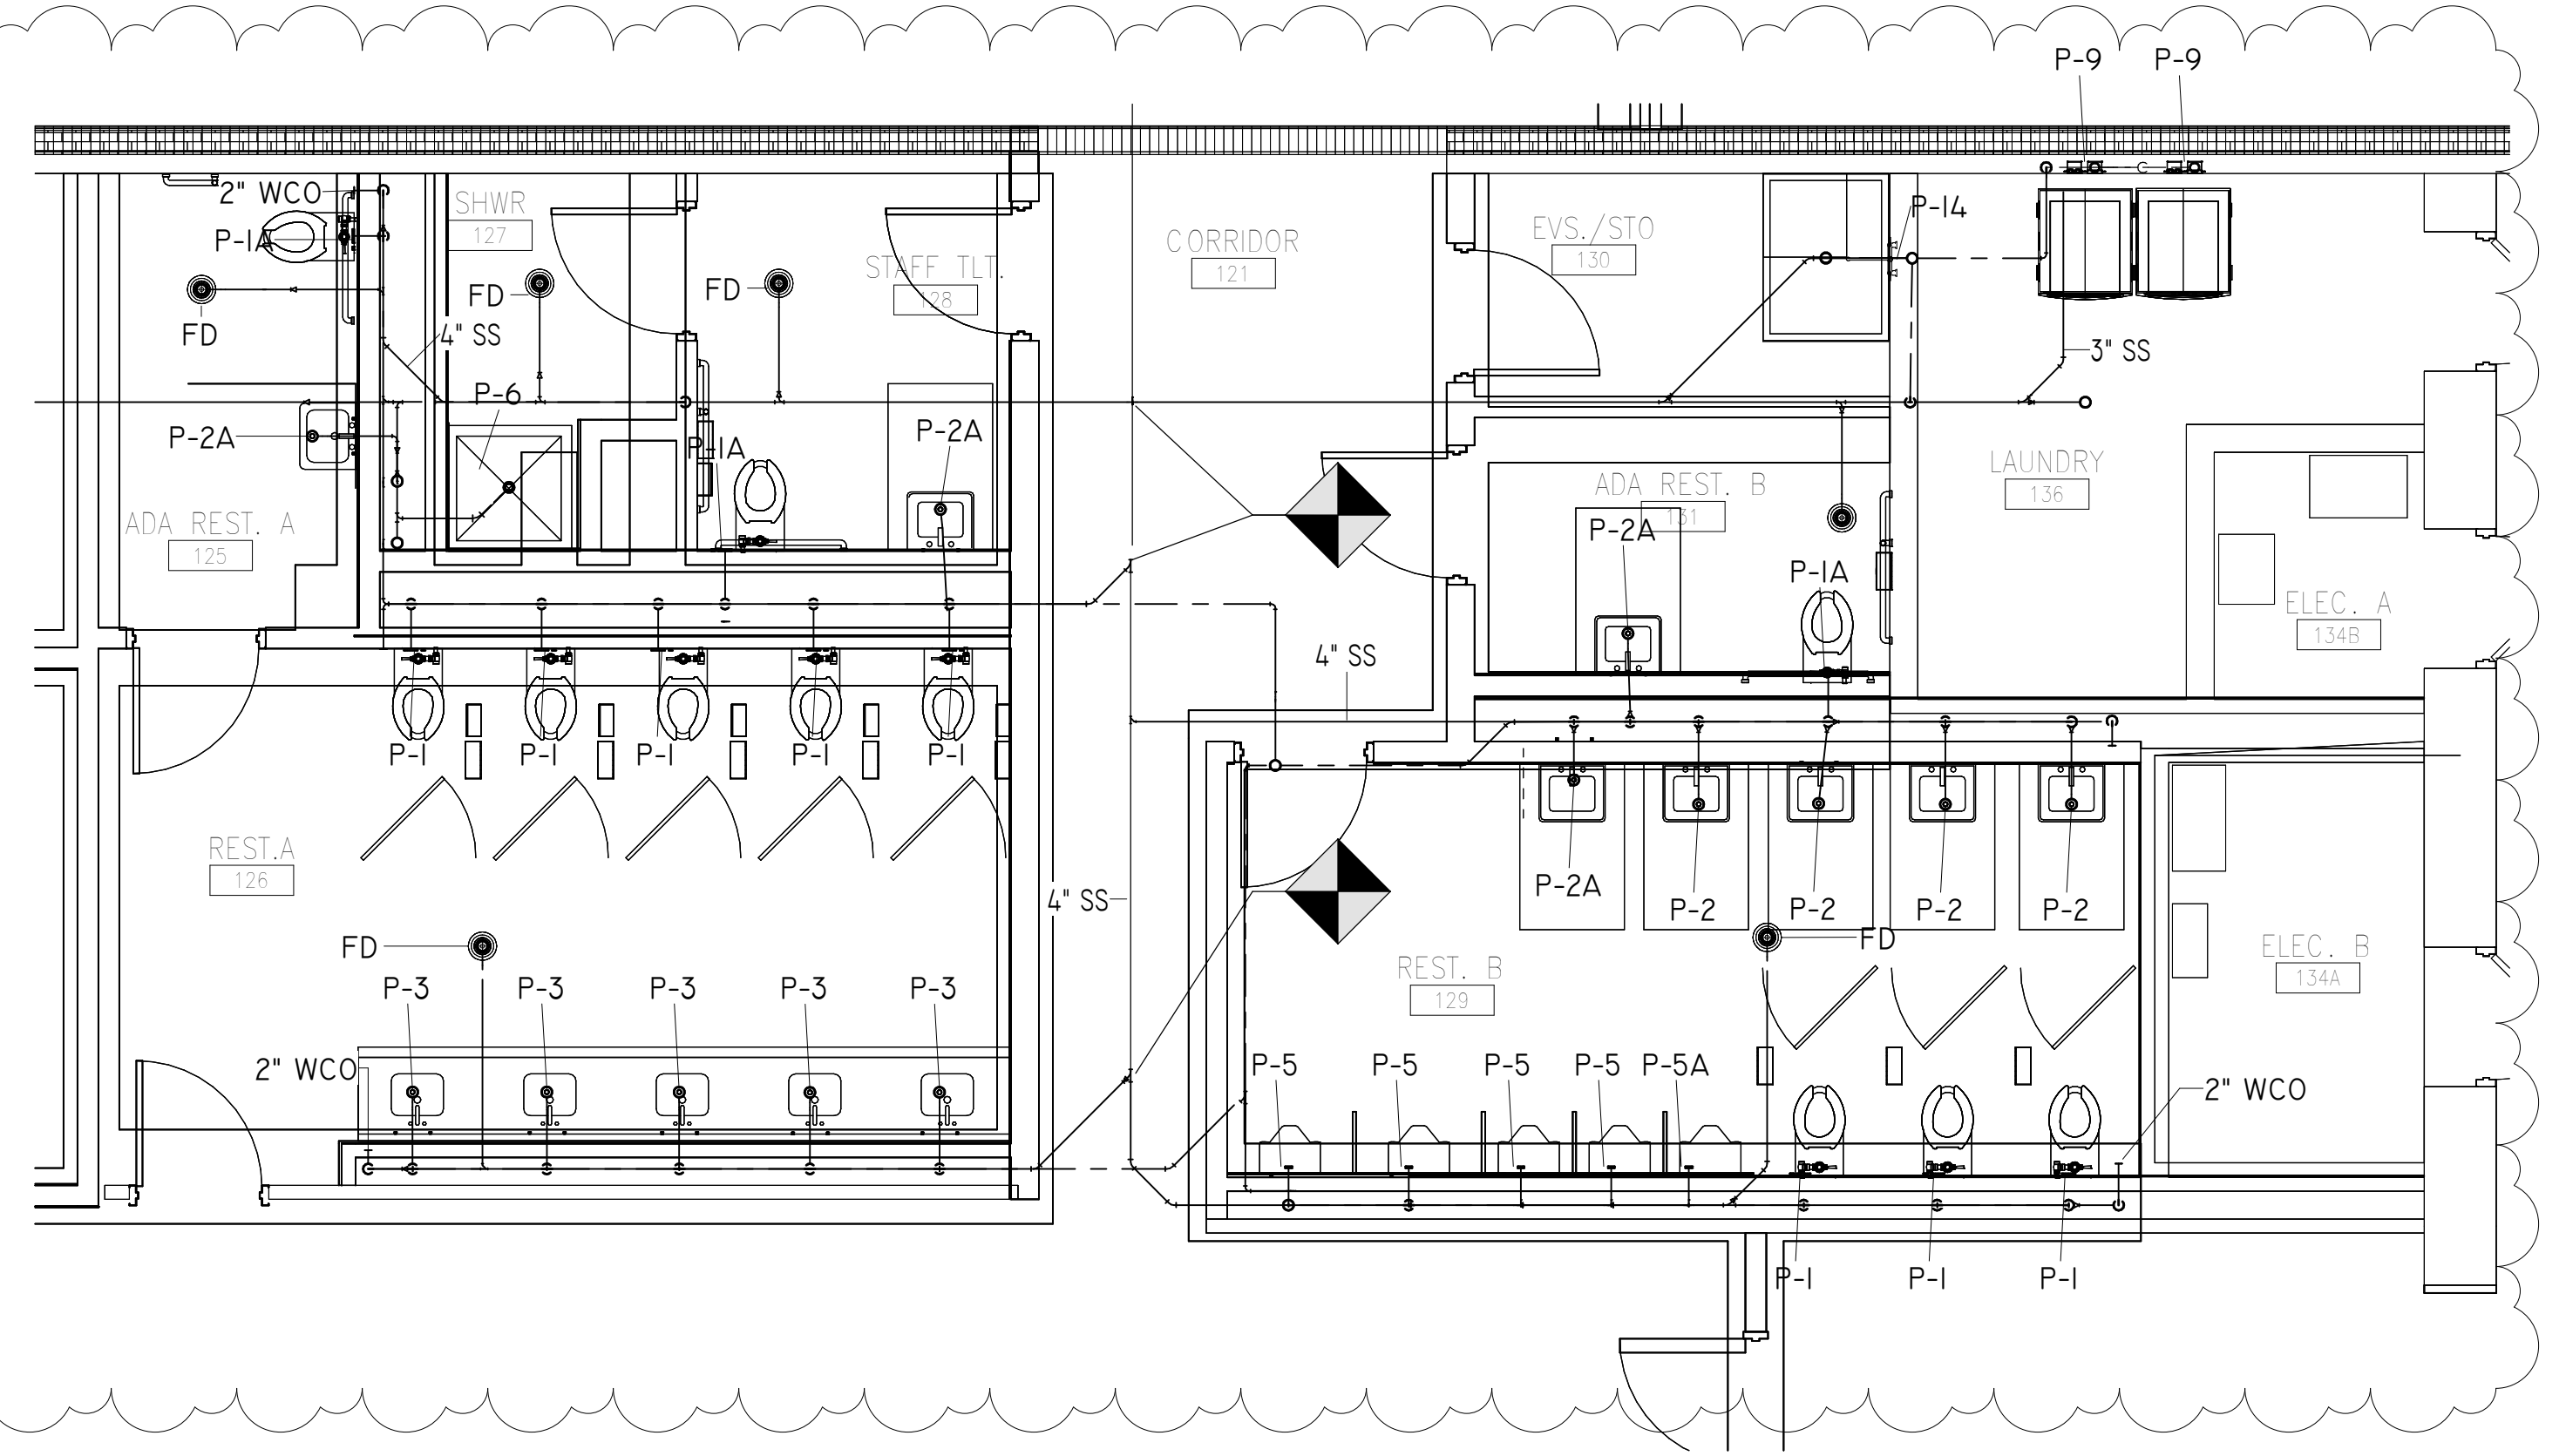 P-9 P-9
2" WCO
SHWR
127
P-1A
FD
FD
FD
STAFF TLT.
128
CORRIDOR
121
EVS./STO
130
P-14
4" SS
3" SS
P-6
P-2A
P-1A
P-2A
ADA REST. A
125
ADA REST. B
131
P-2A
P-1A
LAUNDRY
136
ELEC. A
134B
4" SS
P-1 P-1 P-1 P-1 P-1
REST.A
126
4" SS
P-2A P-2 P-2 P-2 P-2
FD
FD
REST. B
129
ELEC. B
134A
P-3 P-3 P-3 P-3 P-3
2" WCO
P-5 P-5 P-5 P-5 P-5A
2" WCO
P-1 P-1 P-1